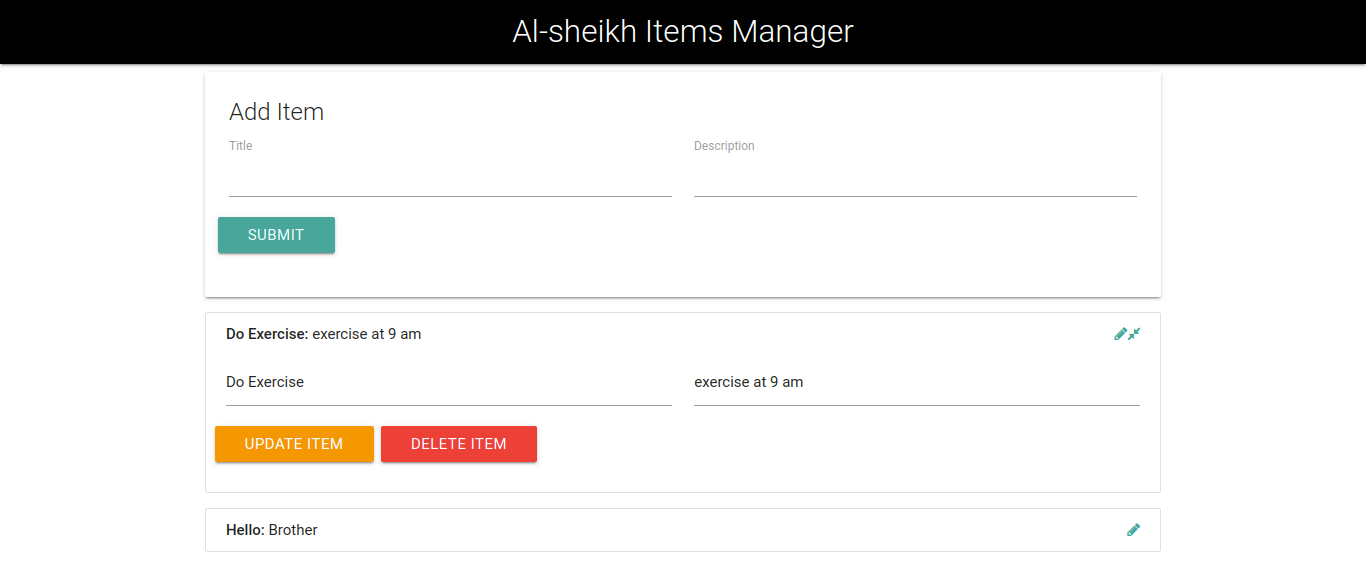 Al-sheikh Items Manager
Add Item
Title
Description
SUBMIT
Do Exercise: exercise at 9 am
Do Exercise
exercise at 9 am
UPDATE ITEM
DELETE ITEM
Hello: Brother